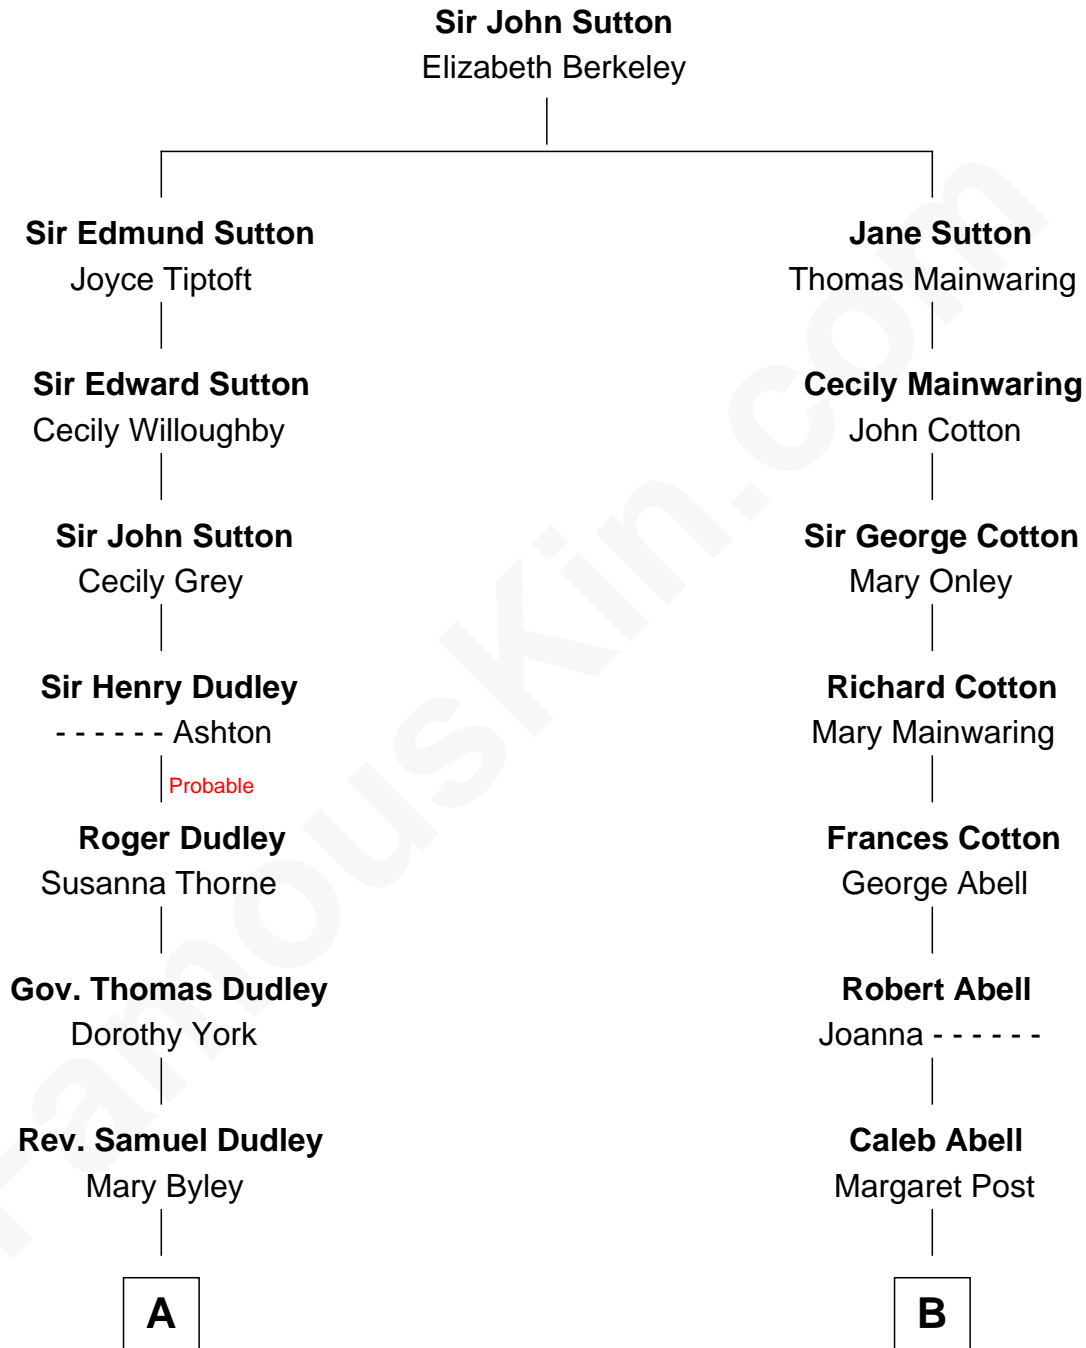 Sir John Sutton
Elizabeth Berkeley
Sir Edmund Sutton
Joyce Tiptoft
Jane Sutton
Thomas Mainwaring
Sir Edward Sutton
Cecily Willoughby
Cecily Mainwaring
John Cotton
Sir John Sutton
Cecily Grey
Sir George Cotton
Mary Onley
Sir Henry Dudley
- - - - - - Ashton
Richard Cotton
Mary Mainwaring
Probable
Roger Dudley
Susanna Thorne
Frances Cotton
George Abell
Gov. Thomas Dudley
Dorothy York
Robert Abell
Joanna - - - - - -
Rev. Samuel Dudley
Mary Byley
Caleb Abell
Margaret Post
A
B
FamousKin.com